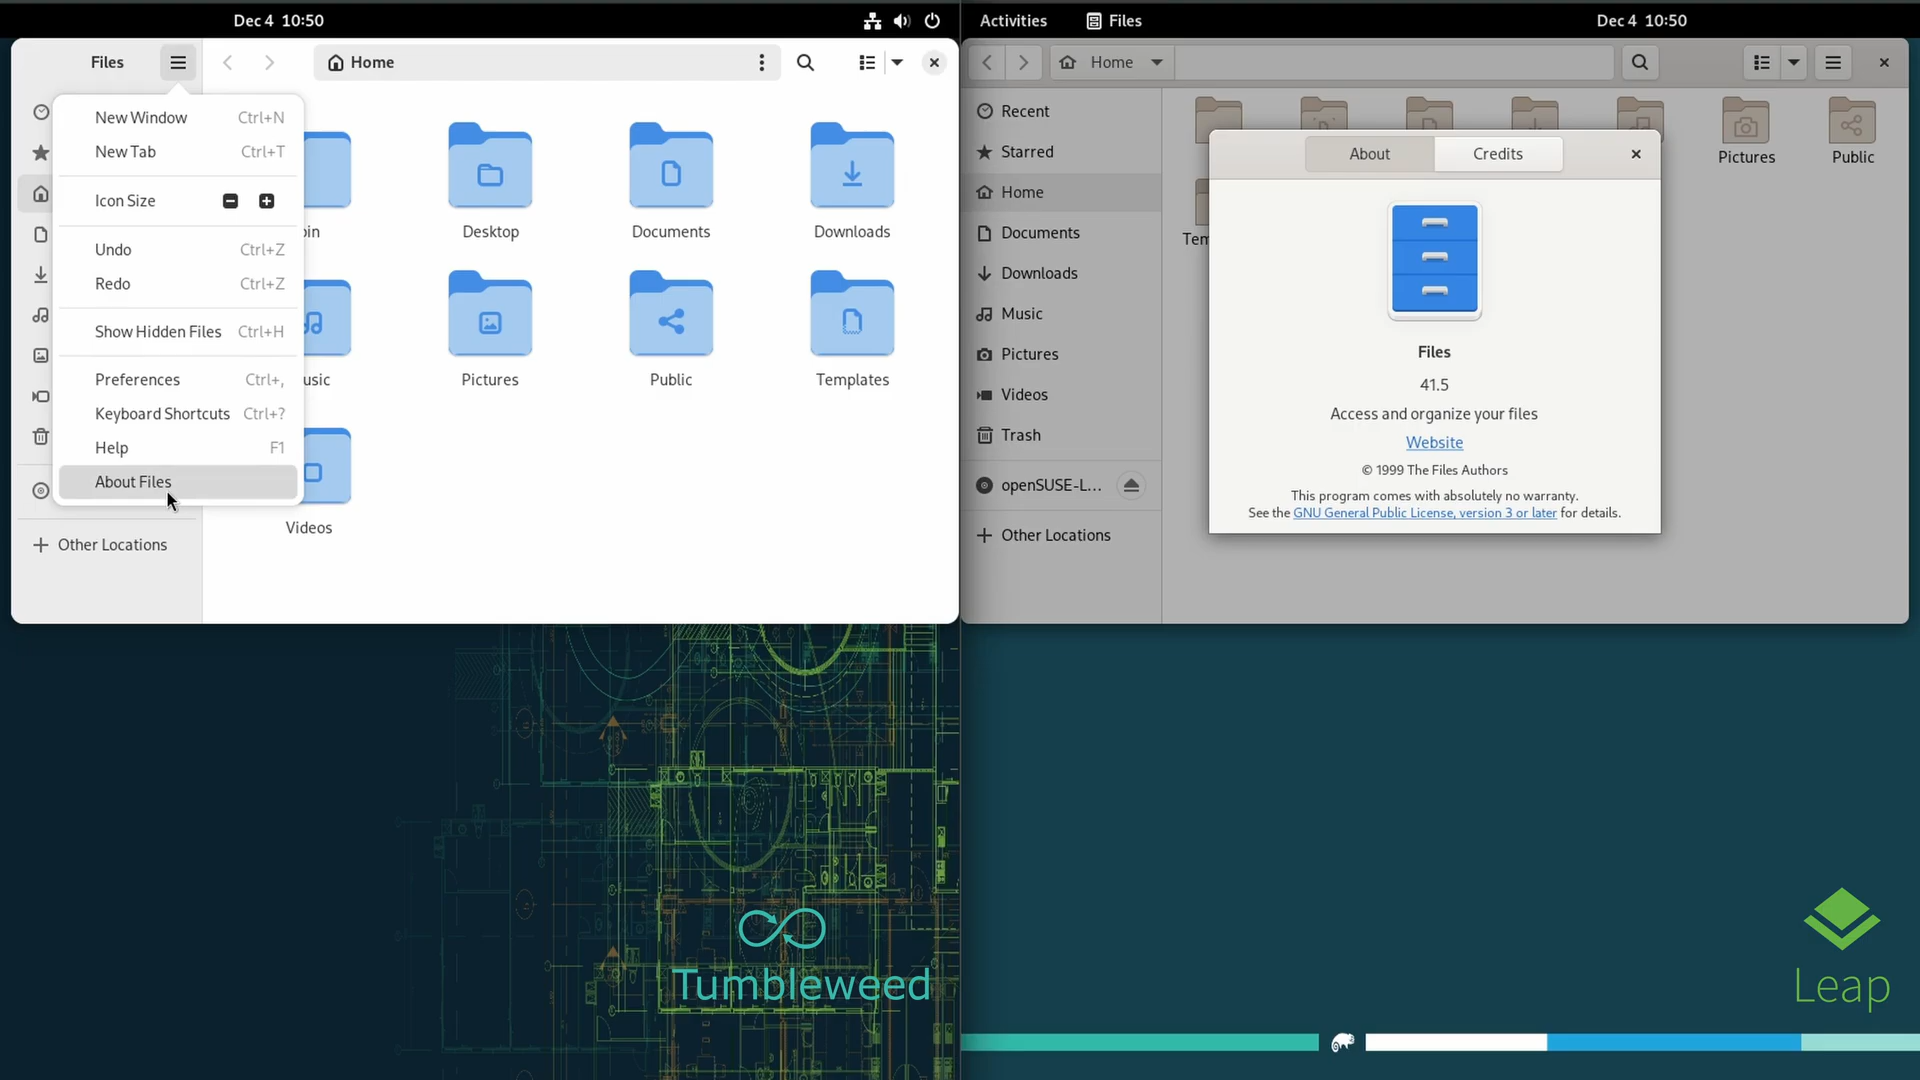 Dec 4 10:50
Files
Home
New Window Ctrl+N
New Tab Ctrl+T
Icon Size
Undo Ctrl+Z
Redo Ctrl+Z
Show Hidden Files Ctrl+H
Preferences Ctrl+,
Keyboard Shortcuts Ctrl+?
Help F1
About Files
Other Locations
Desktop
Documents
Downloads
Pictures
Public
Templates
Videos
Tumbleweed
Activities
Files
Dec 4 10:50
Home
Recent
Starred
Home
Documents
Downloads
Music
Pictures
Videos
Trash
openSUSE-L...
Other Locations
Pictures
Public
About
Credits
Files
41.5
Access and organize your files
Website
© 1999 The Files Authors
This program comes with absolutely no warranty.
See the GNU General Public License, version 3 or later for details.
Leap